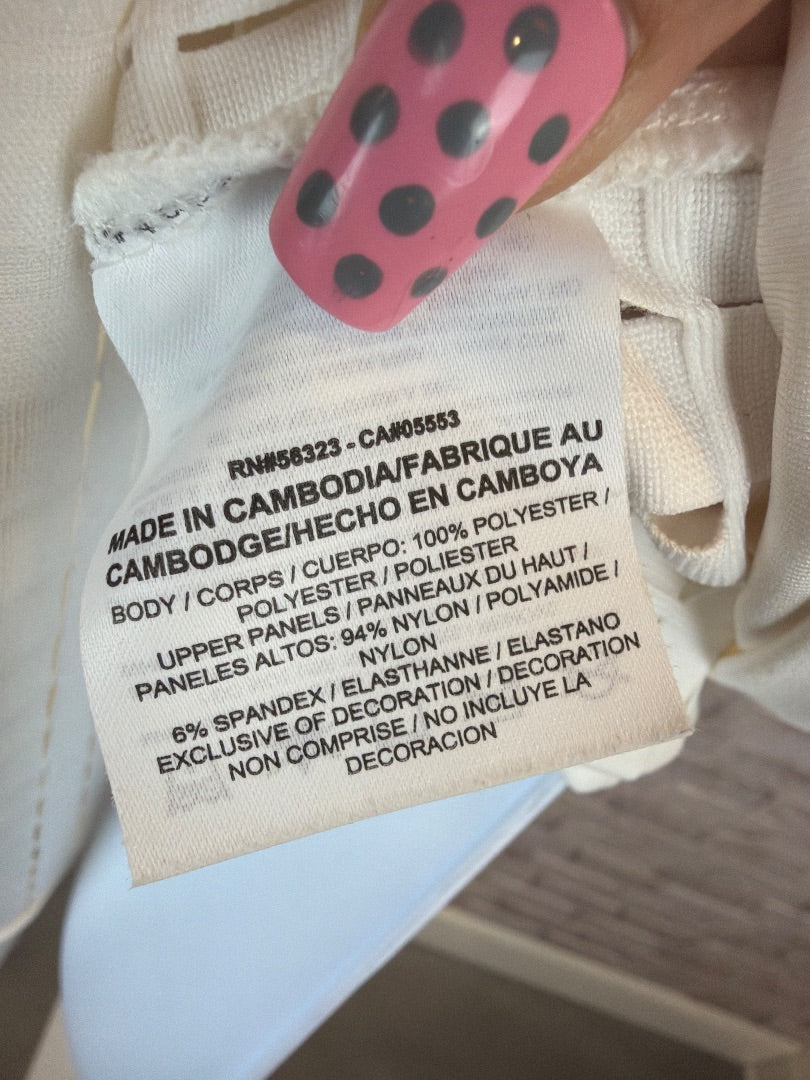 RN#56323 - CA#05553
MADE IN CAMBODIA/FABRIQUE AU
CAMBODGE/HECHO EN CAMBOYA
BODY / CORPS / CUERPO: 100% POLYESTER /
POLYESTER / POLIESTER
UPPER PANELS / PANNEAUX DU HAUT /
PANELES ALTOS: 94% NYLON / POLYAMIDE /
NYLON
6% SPANDEX / ELASTHANNE / ELASTANO
EXCLUSIVE OF DECORATION / DECORATION
NON COMPRISE / NO INCLUYE LA
DECORACION